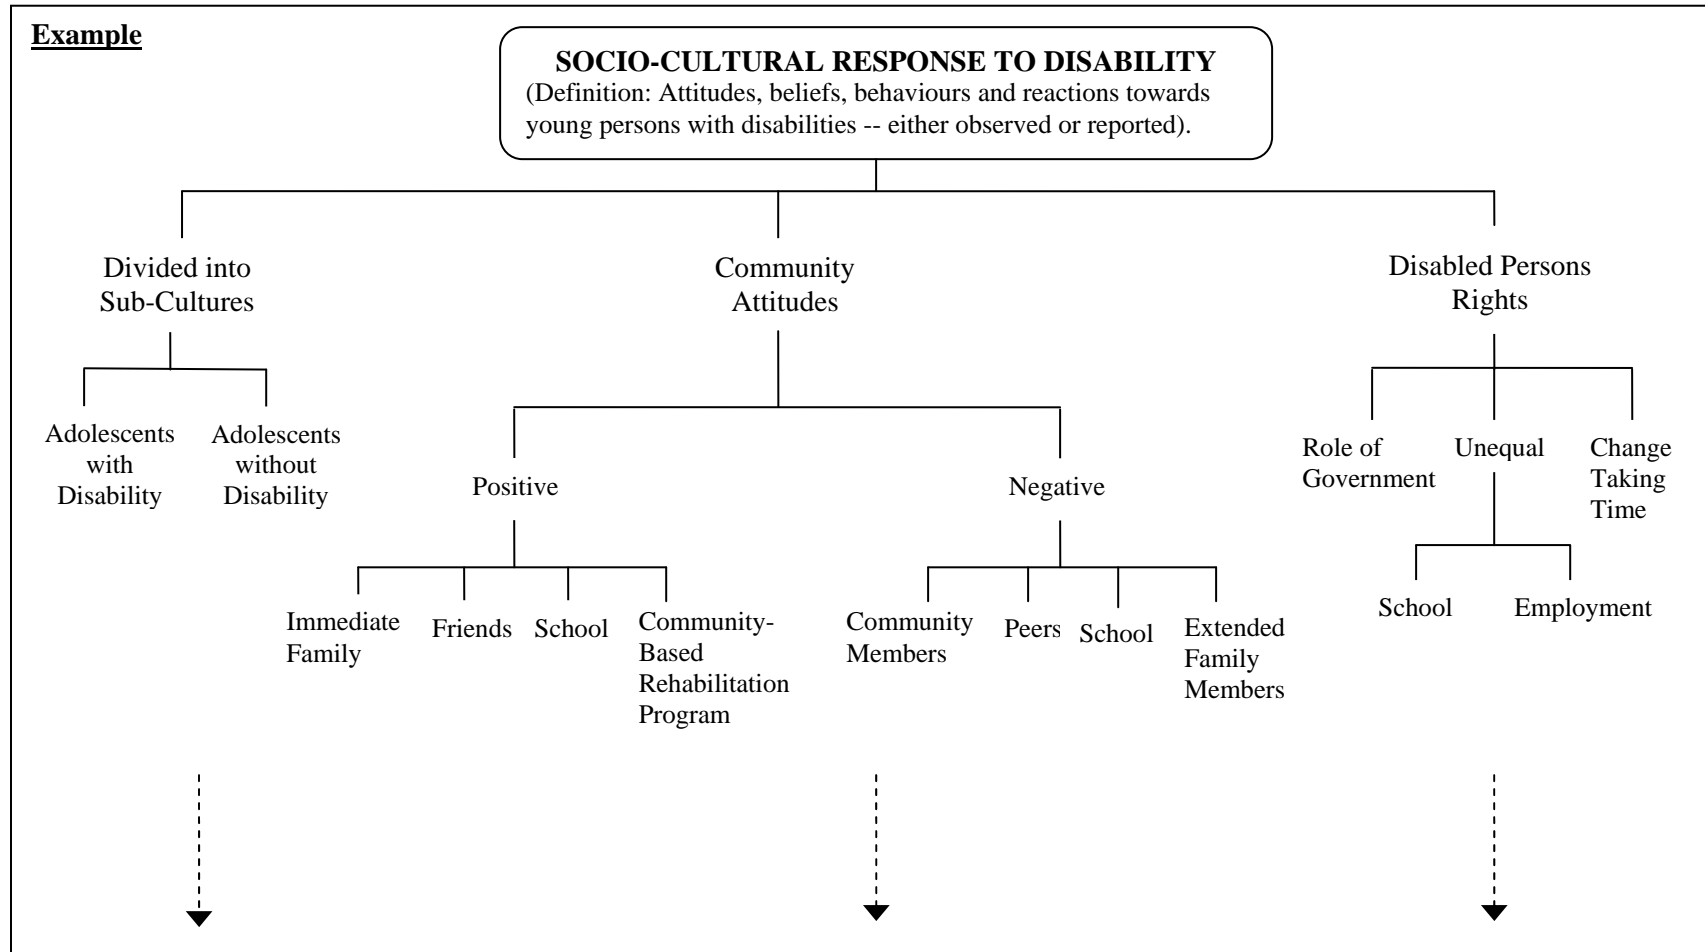 Example
SOCIO-CULTURAL RESPONSE TO DISABILITY
(Definition: Attitudes, beliefs, behaviours and reactions towards
young persons with disabilities -- either observed or reported).
Divided into
Sub-Cultures
Community
Attitudes
Disabled Persons
Rights
Adolescents
with
Disability
Adolescents
without
Disability
Positive
Negative
Role of
Government
Unequal
Change
Taking
Time
Immediate
Family
Friends
School
Community-
Based
Rehabilitation
Program
Community
Members
Peers
School
Extended
Family
Members
School
Employment